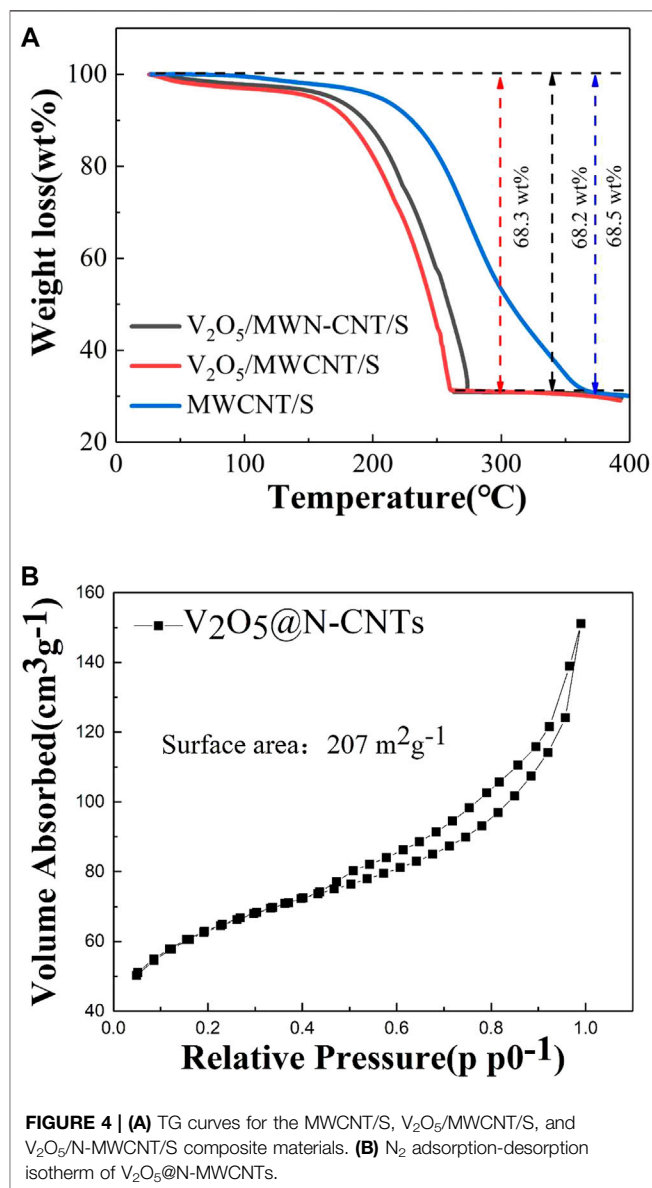 A
Weight loss(wt%)
100
80
60
40
20
68.3 wt%
68.2 wt%
68.5 wt%
V₂O₅/MWN-CNT/S
V₂O₅/MWCNT/S
MWCNT/S
0 100 200 300 400
Temperature(°C)
B
Volume Absorbed(cm³g-1)
160
140
120
100
80
60
40
V2O5@N-CNTs
Surface area: 207 m²g⁻¹
0.0 0.2 0.4 0.6 0.8 1.0
Relative Pressure(p p0⁻¹)
FIGURE 4 | (A) TG curves for the MWCNT/S, V₂O₅/MWCNT/S, and
V₂O₅/N-MWCNT/S composite materials. (B) N₂ adsorption-desorption
isotherm of V₂O₅@N-MWCNTs.